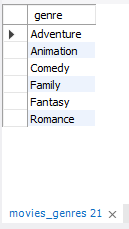 genre
Adventure
Animation
Comedy
Family
Fantasy
Romance
movies_genres 21